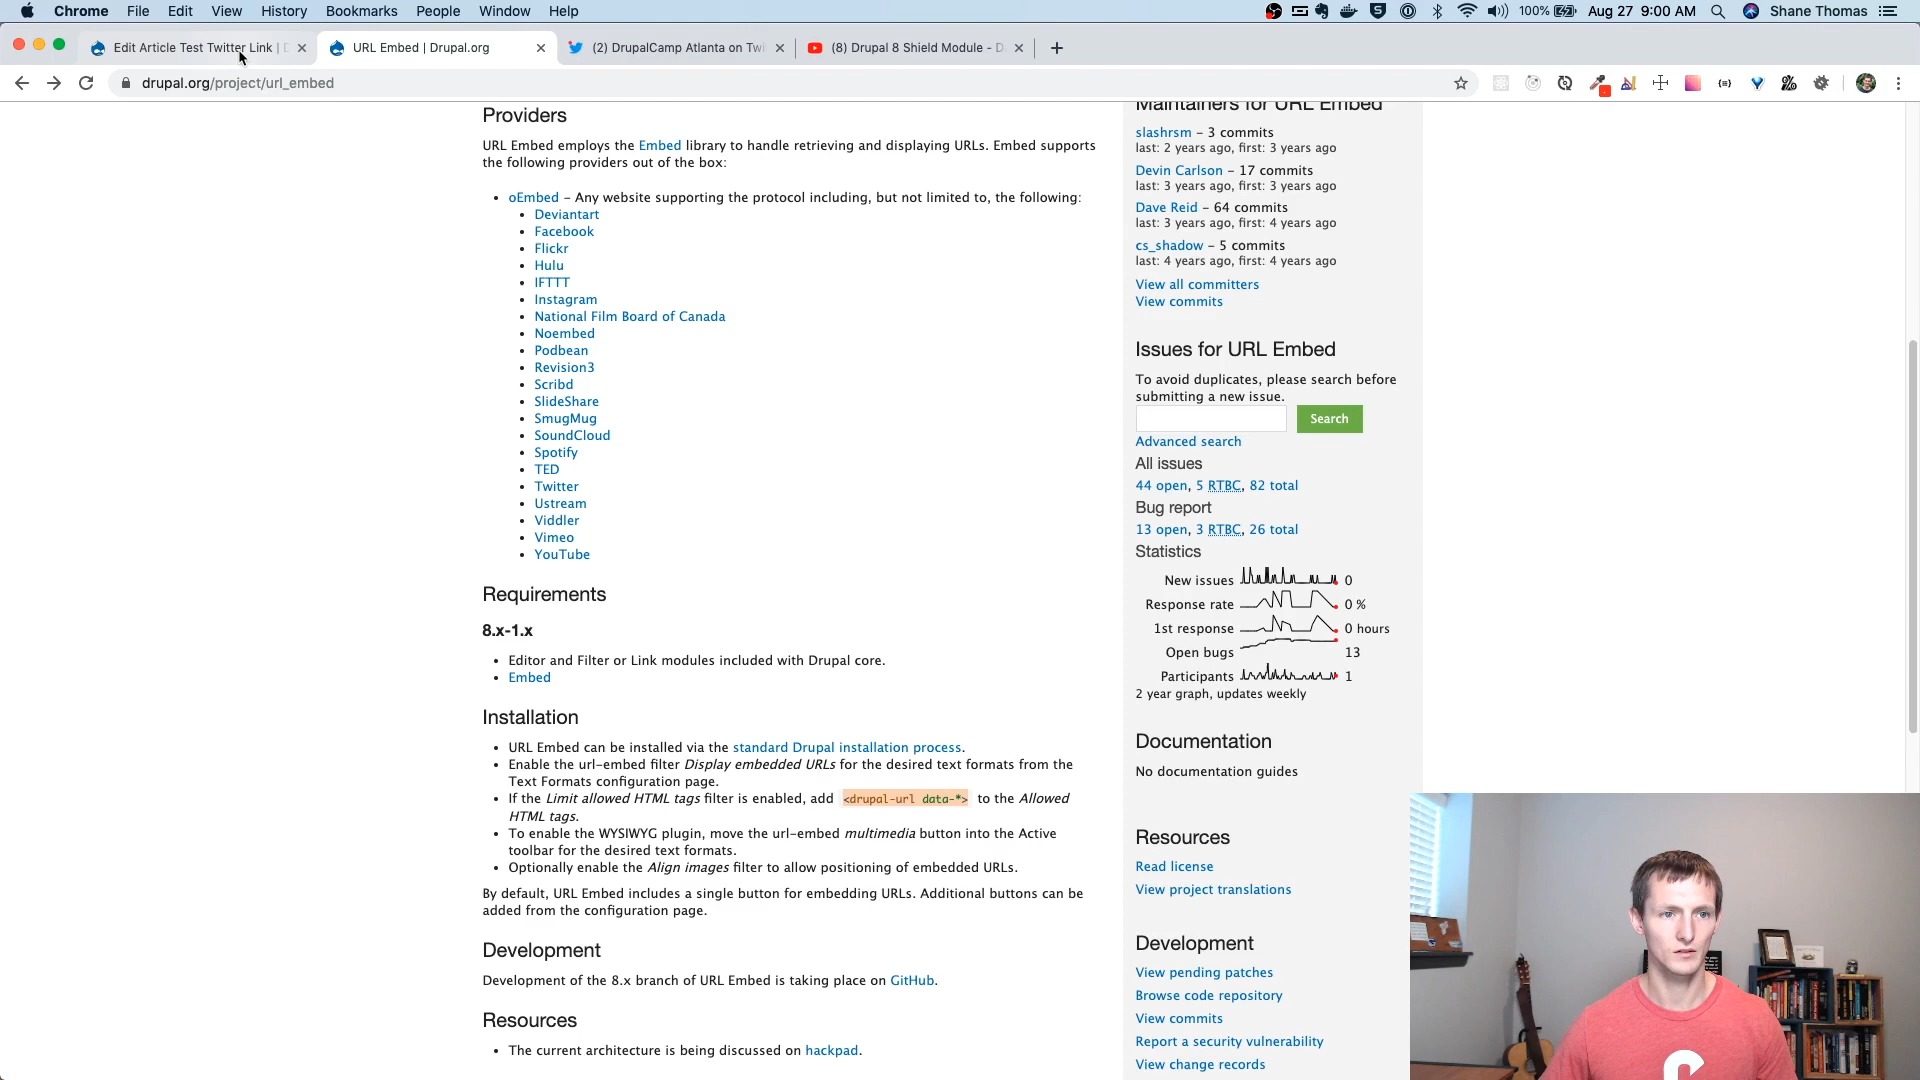 Chrome File Edit View History Bookmarks People Window Help
100% Aug 27 9:00 AM Shane Thomas
Edit Article Test Twitter Link | D
URL Embed | Drupal.org
(2) DrupalCamp Atlanta on Twi
(8) Drupal 8 Shield Module - D
drupal.org/project/url_embed
Providers
URL Embed employs the Embed library to handle retrieving and displaying URLs. Embed supports
the following providers out of the box:
• oEmbed – Any website supporting the protocol including, but not limited to, the following:
• Deviantart
• Facebook
• Flickr
• Hulu
• IFTTT
• Instagram
• National Film Board of Canada
• Noembed
• Podbean
• Revision3
• Scribd
• SlideShare
• SmugMug
• SoundCloud
• Spotify
• TED
• Twitter
• Ustream
• Viddler
• Vimeo
• YouTube
Requirements
8.x-1.x
• Editor and Filter or Link modules included with Drupal core.
• Embed
Installation
• URL Embed can be installed via the standard Drupal installation process.
• Enable the url-embed filter Display embedded URLs for the desired text formats from the
Text Formats configuration page.
• If the Limit allowed HTML tags filter is enabled, add <drupal-url data-*> to the Allowed
HTML tags.
• To enable the WYSIWYG plugin, move the url-embed multimedia button into the Active
toolbar for the desired text formats.
• Optionally enable the Align images filter to allow positioning of embedded URLs.
By default, URL Embed includes a single button for embedding URLs. Additional buttons can be
added from the configuration page.
Development
Development of the 8.x branch of URL Embed is taking place on GitHub.
Resources
• The current architecture is being discussed on hackpad.
Maintainers for URL Embed
slashrsm – 3 commits
last: 2 years ago, first: 3 years ago
Devin Carlson – 17 commits
last: 3 years ago, first: 3 years ago
Dave Reid – 64 commits
last: 3 years ago, first: 4 years ago
cs_shadow – 5 commits
last: 4 years ago, first: 4 years ago
View all committers
View commits
Issues for URL Embed
To avoid duplicates, please search before
submitting a new issue.
Search
Advanced search
All issues
44 open, 5 RTBC, 82 total
Bug report
13 open, 3 RTBC, 26 total
Statistics
New issues 0
Response rate 0 %
1st response 0 hours
Open bugs 13
Participants 1
2 year graph, updates weekly
Documentation
No documentation guides
Resources
Read license
View project translations
Development
View pending patches
Browse code repository
View commits
Report a security vulnerability
View change records